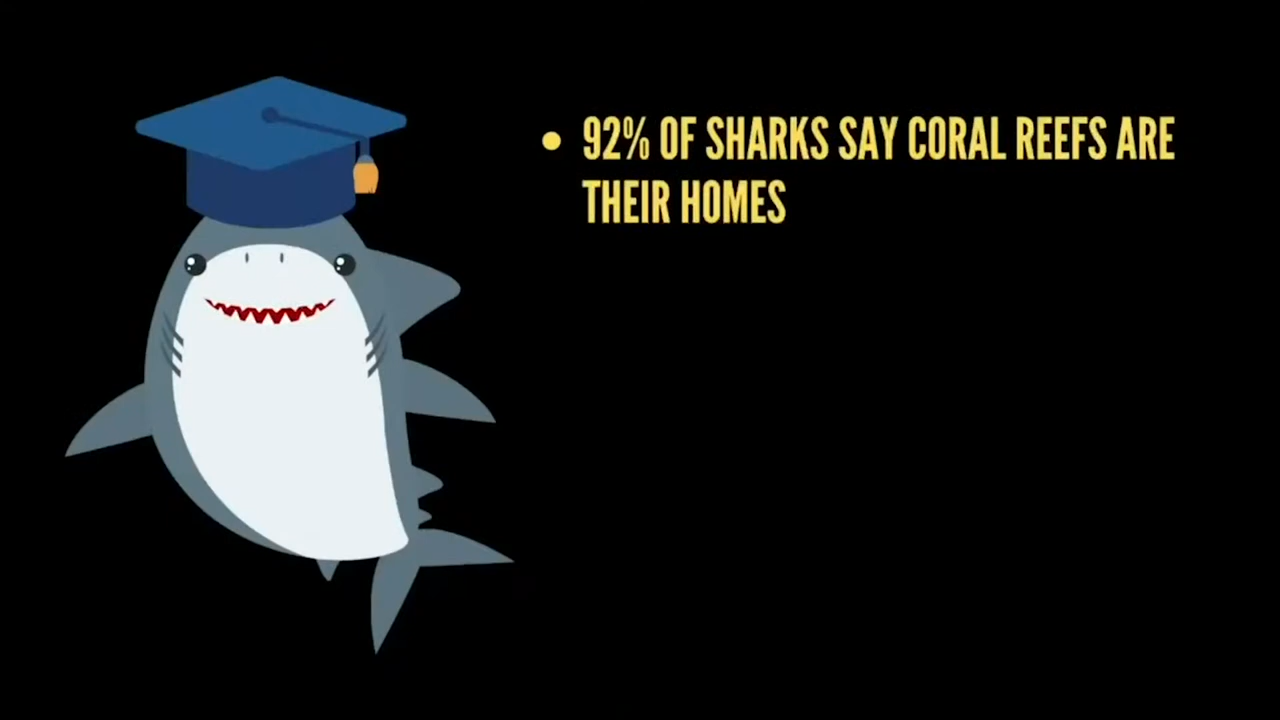 • 92% OF SHARKS SAY CORAL REEFS ARE
THEIR HOMES